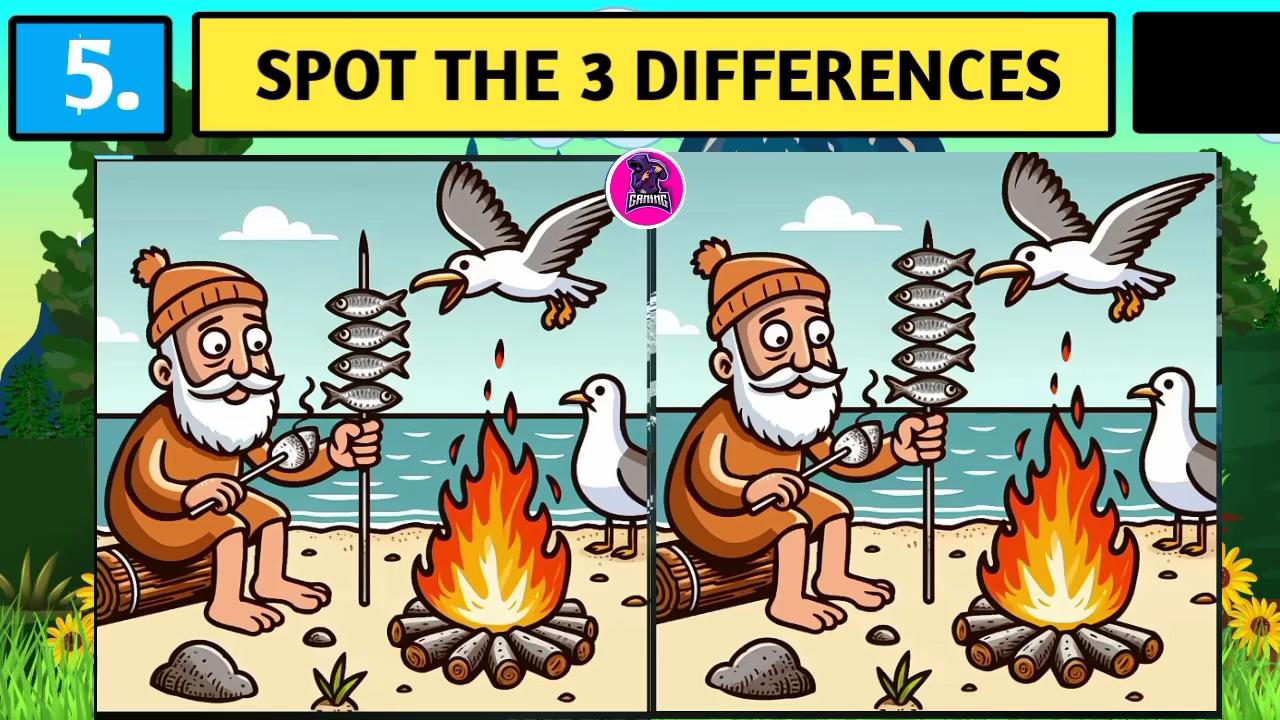 5.
SPOT THE 3 DIFFERENCES
GAMING